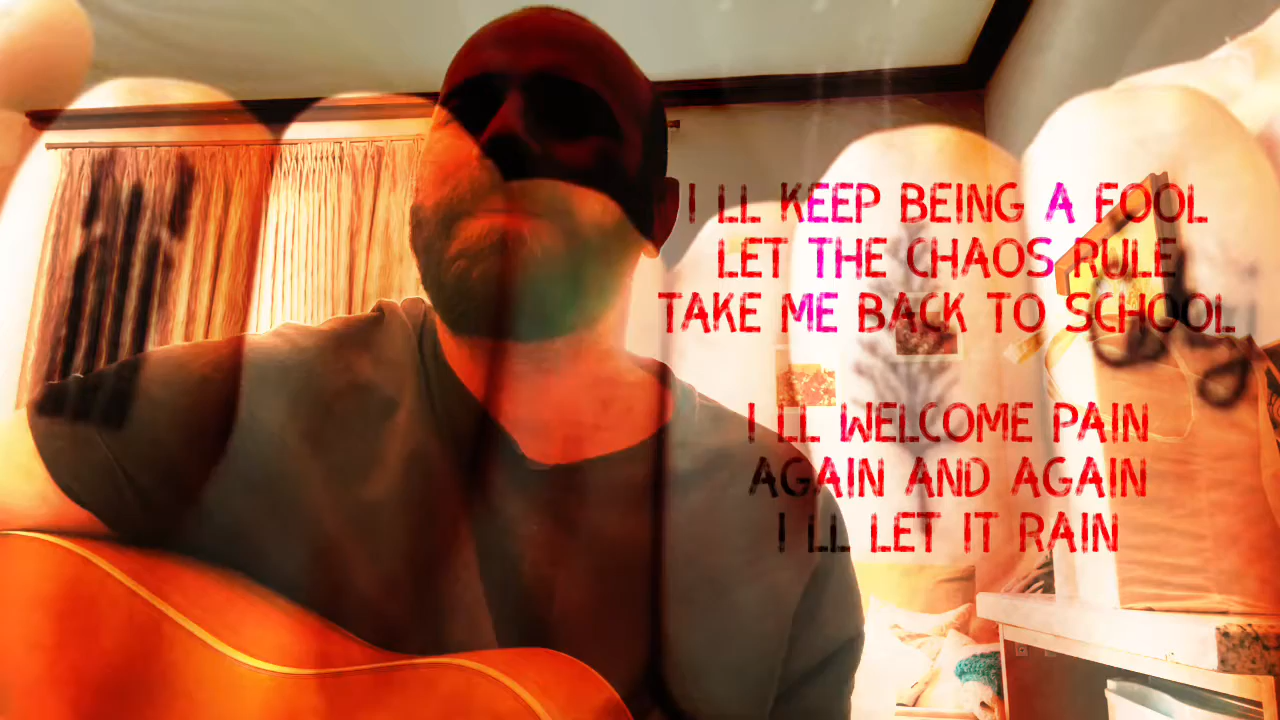 I LL KEEP BEING A FOOL
LET THE CHAOS RULE
TAKE ME BACK TO SCHOOL
I LL WELCOME PAIN
AGAIN AND AGAIN
I LL LET IT RAIN